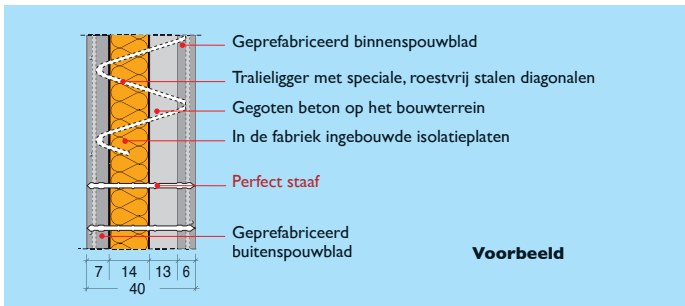 Geprefabriceerd binnenspouwblad
Tralieligger met speciale, roestvrij stalen diagonalen
Gegoten beton op het bouwterrein
In de fabriek ingebouwde isolatieplaten
Perfect staaf
Geprefabriceerd
buitenspouwblad
Voorbeeld
7 14 13 6
40